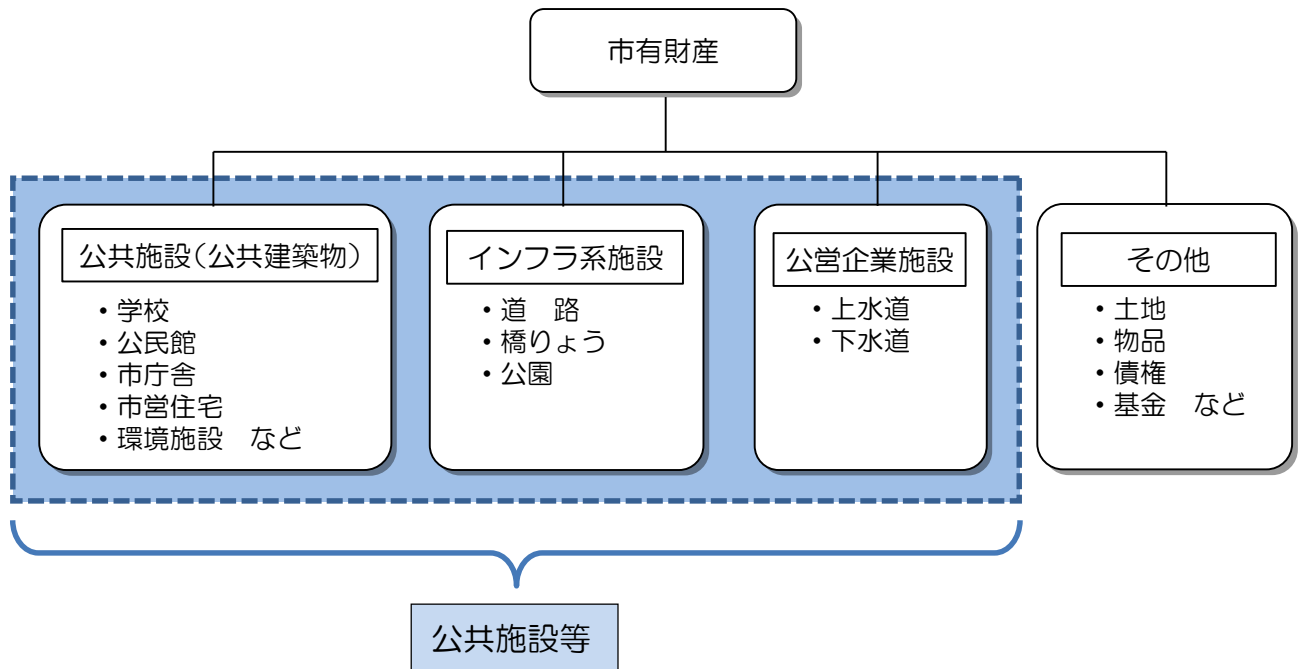 市有財産
公共施設(公共建築物)
・学校
・公民館
・市庁舎
・市営住宅
・環境施設　など
インフラ系施設
・道　路
・橋りょう
・公園
公営企業施設
・上水道
・下水道
その他
・土地
・物品
・債権
・基金　など
公共施設等